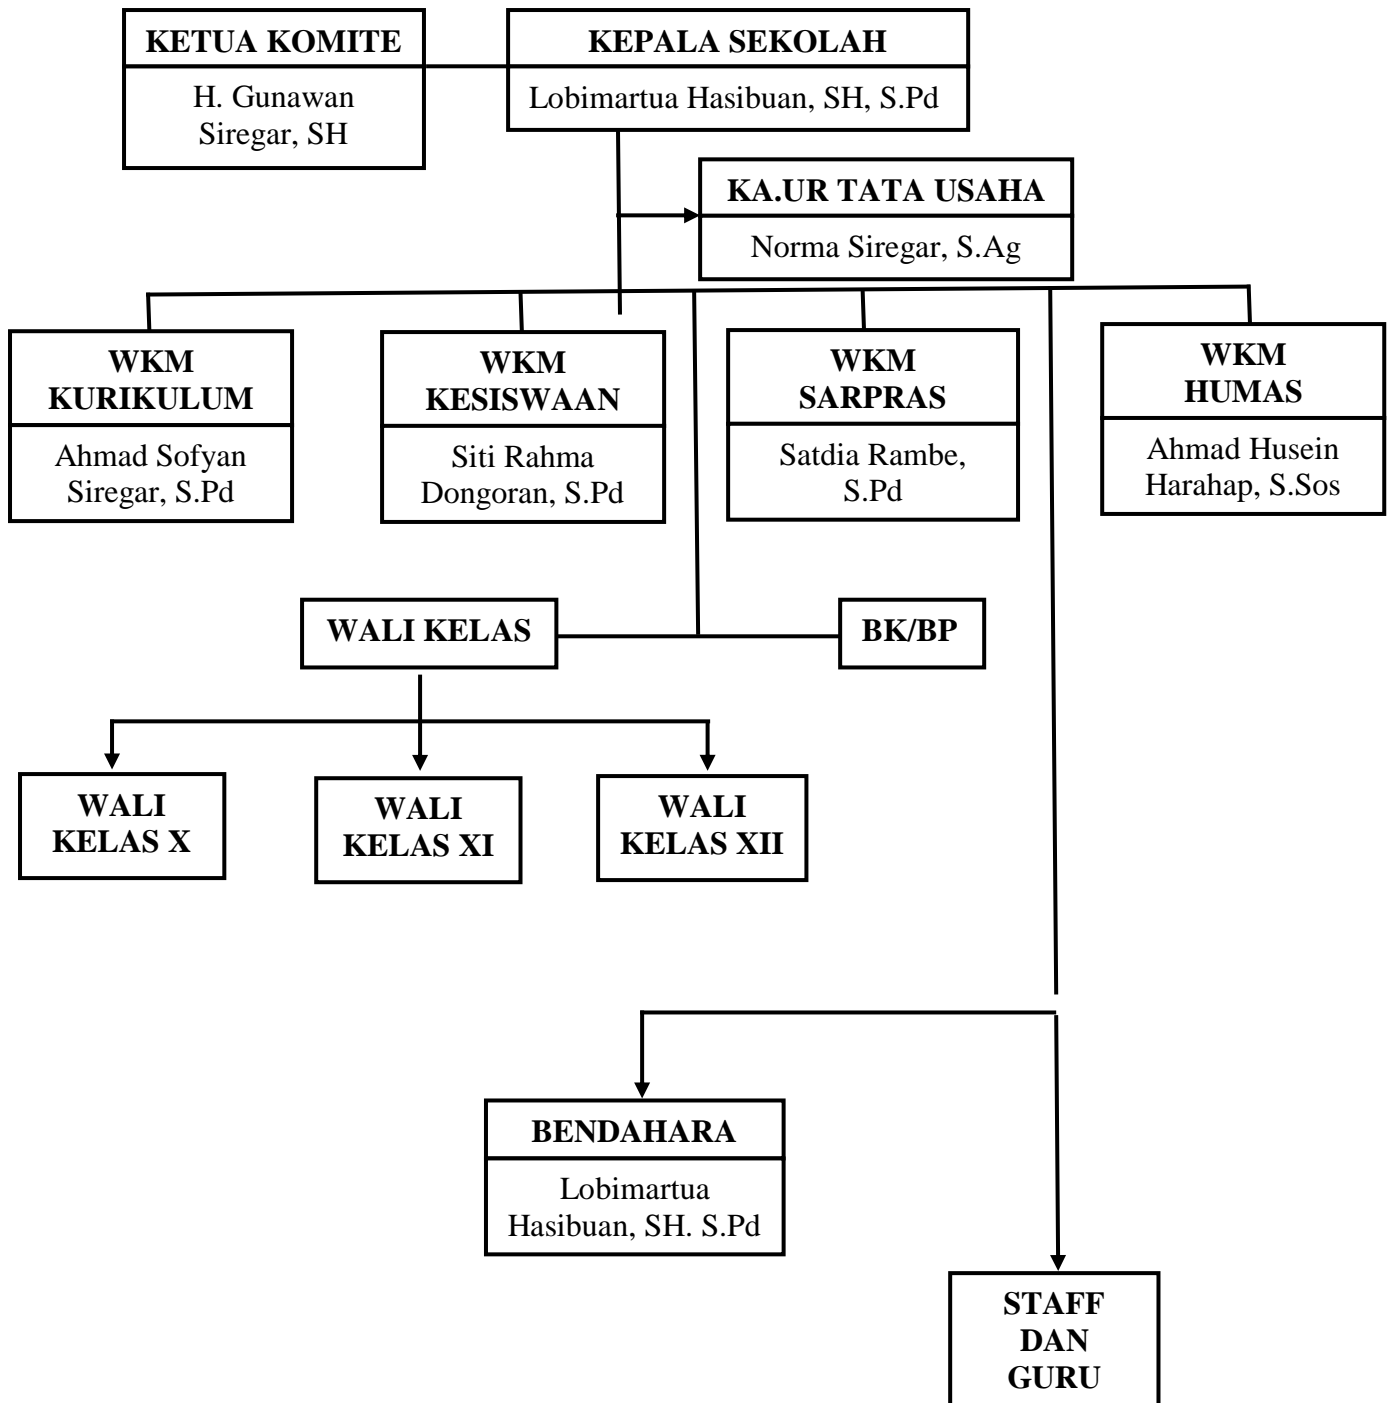 KETUA KOMITE
H. Gunawan
Siregar, SH
KEPALA SEKOLAH
Lobimartua Hasibuan, SH, S.Pd
KA.UR TATA USAHA
Norma Siregar, S.Ag
WKM
KURIKULUM
Ahmad Sofyan
Siregar, S.Pd
WKM
KESISWAAN
Siti Rahma
Dongoran, S.Pd
WKM
SARPRAS
Satdia Rambe,
S.Pd
WKM
HUMAS
Ahmad Husein
Harahap, S.Sos
WALI KELAS
BK/BP
WALI
KELAS X
WALI
KELAS XI
WALI
KELAS XII
BENDAHARA
Lobimartua
Hasibuan, SH. S.Pd
STAFF
DAN
GURU